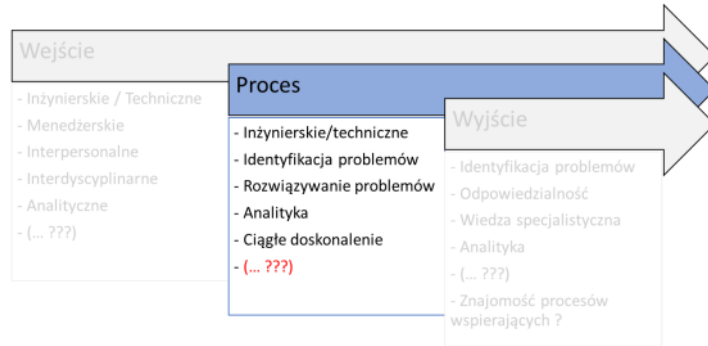 Wejście
- Inżynierskie / Techniczne
- Menedżerskie
- Interpersonalne
- Interdyscyplinarne
- Analityczne
- (... ???)
Proces
- Inżynierskie/techniczne
- Identyfikacja problemów
- Rozwiązywanie problemów
- Analityka
- Ciągłe doskonalenie
- (... ???)
Wyjście
- Identyfikacja problemów
- Odpowiedzialność
- Wiedza specjalistyczna
- Analityka
- (... ???)
- Znajomość procesów
wspierających ?